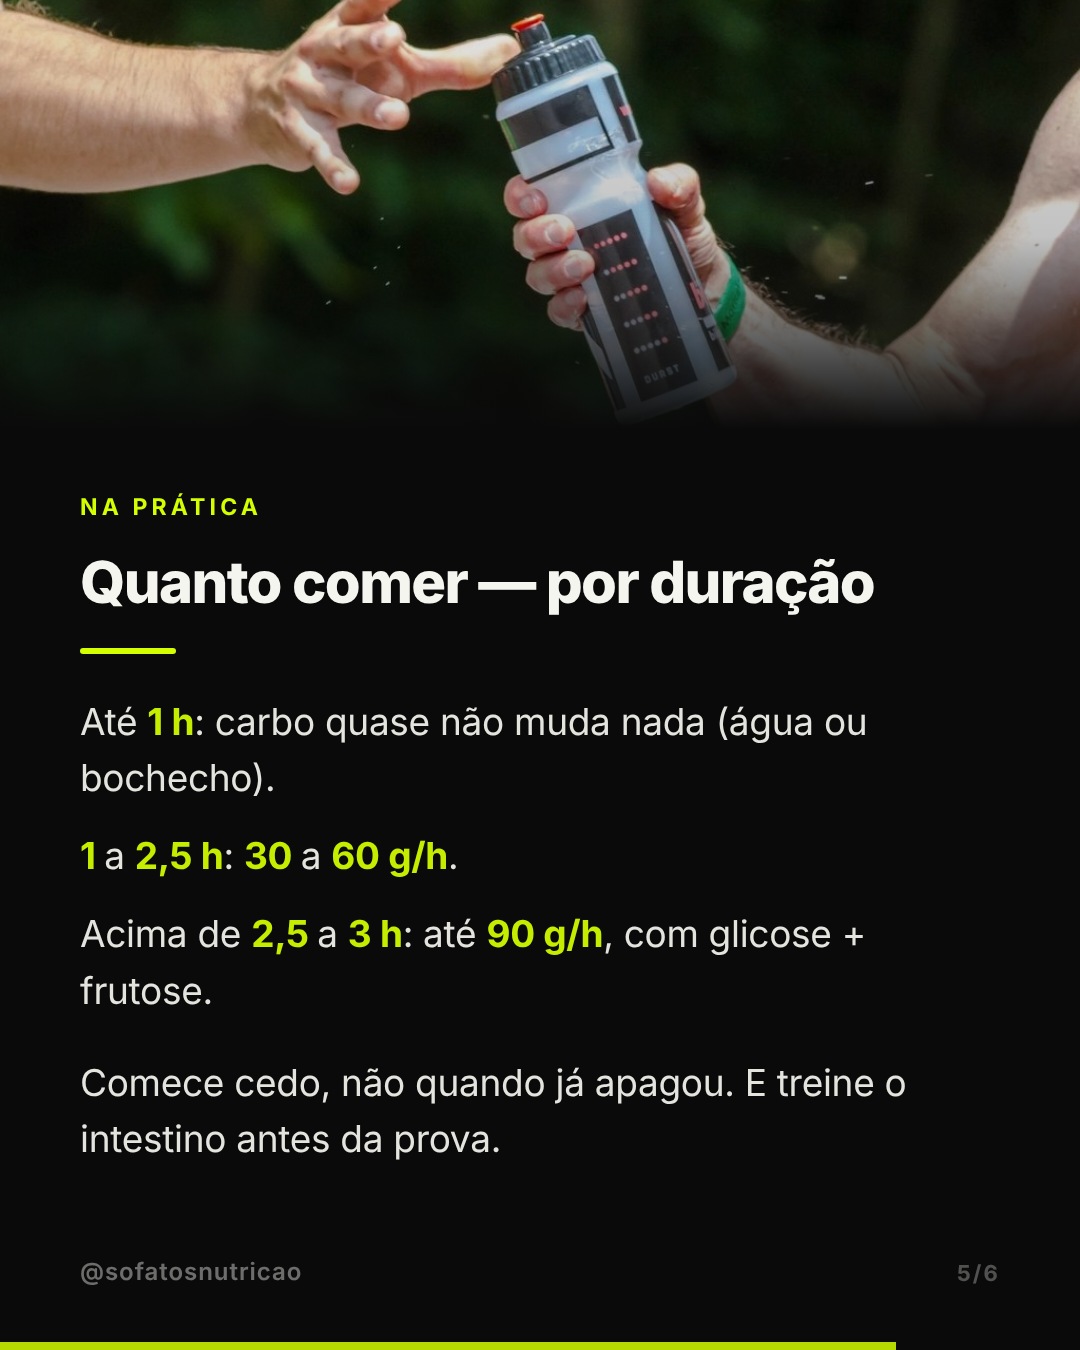 BURST
NA PRÁTICA
Quanto comer — por duração
Até 1 h: carbo quase não muda nada (água ou
bochecho).
1 a 2,5 h: 30 a 60 g/h.
Acima de 2,5 a 3 h: até 90 g/h, com glicose +
frutose.
Comece cedo, não quando já apagou. E treine o
intestino antes da prova.
@sofatosnutricao
5/6